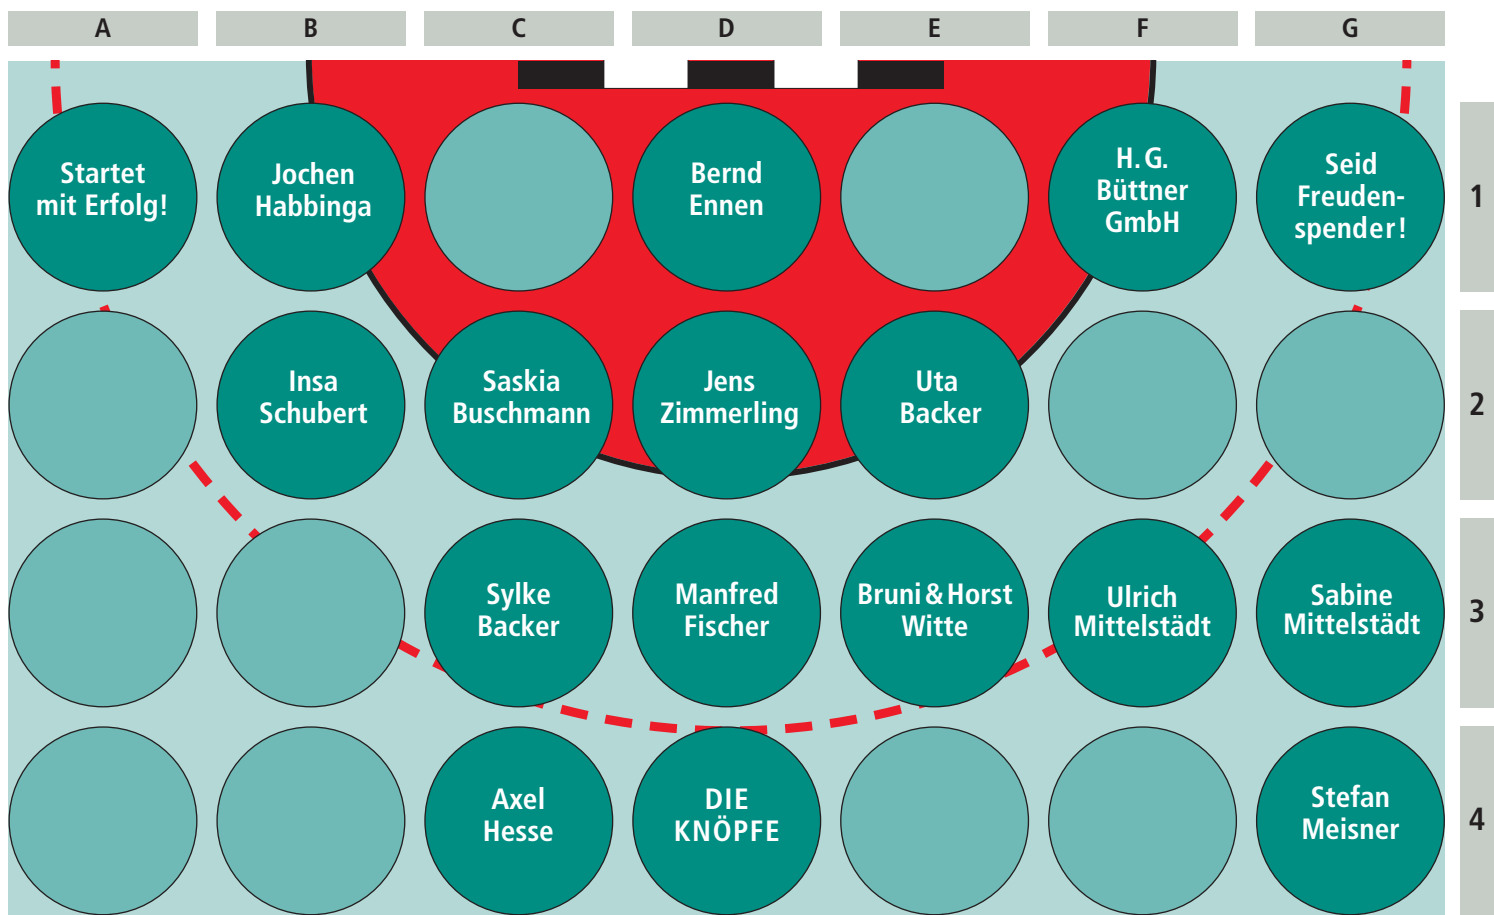 A B C D E F G
Startet
mit Erfolg!
Jochen
Habbinga
Bernd
Ennen
H. G.
Büttner
GmbH
Seid
Freuden-
spender!
1
Insa
Schubert
Saskia
Buschmann
Jens
Zimmerling
Uta
Backer
2
Sylke
Backer
Manfred
Fischer
Bruni & Horst
Witte
Ulrich
Mittelstädt
Sabine
Mittelstädt
3
Axel
Hesse
DIE
KNÖPFE
Stefan
Meisner
4